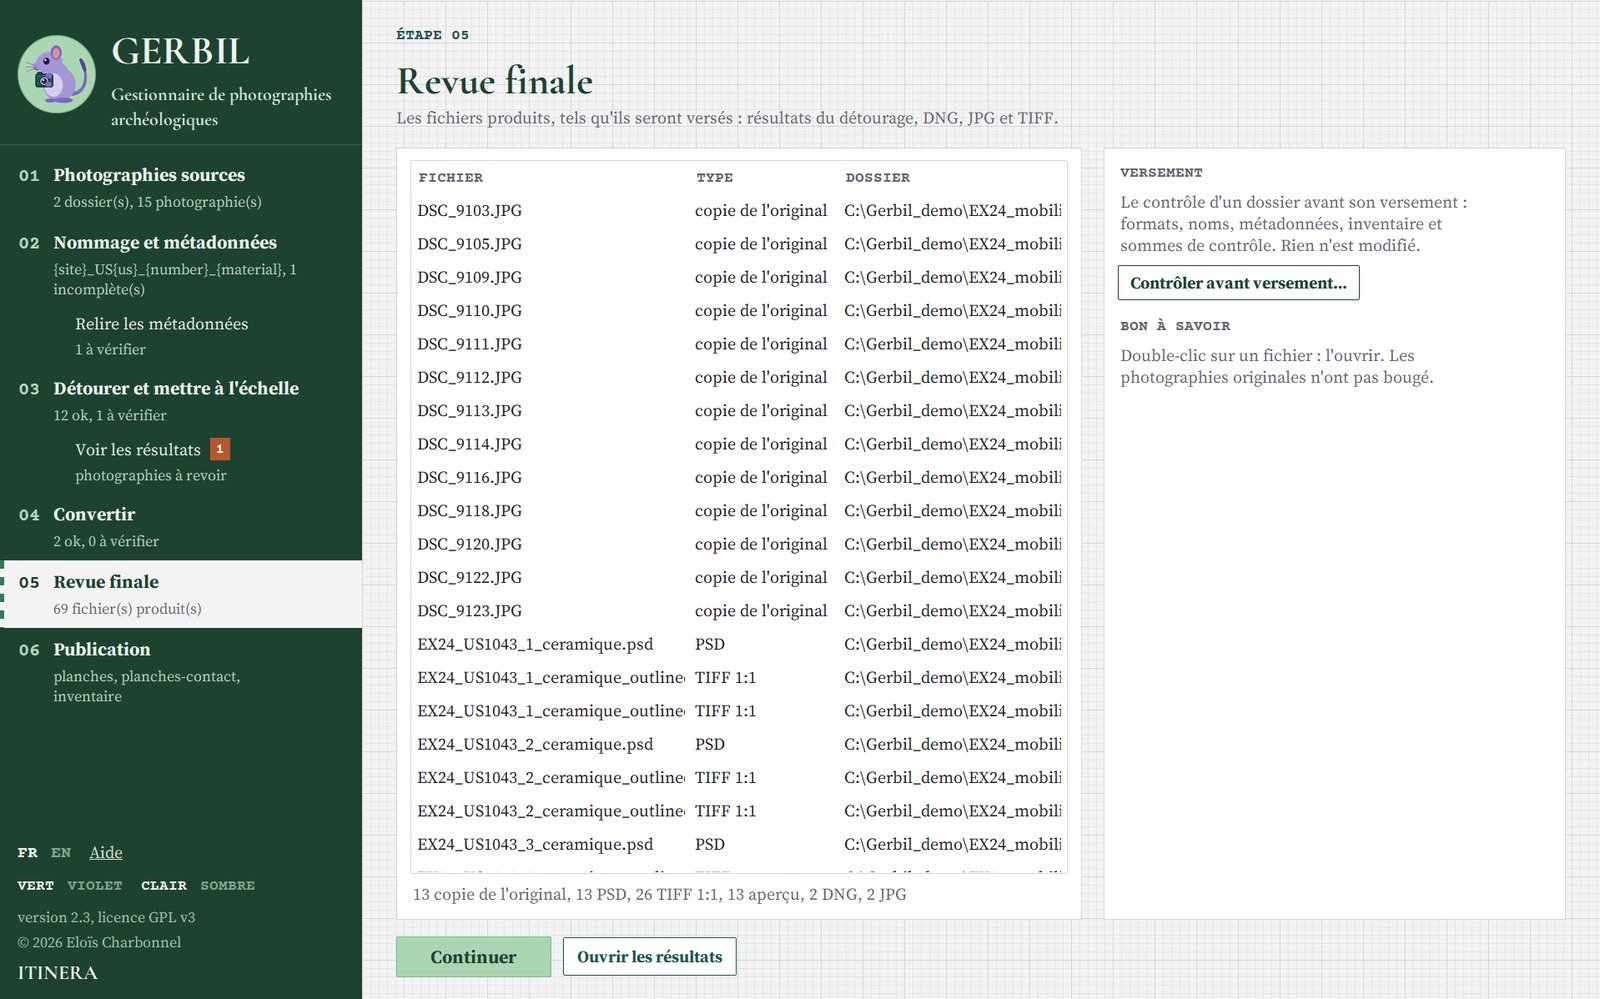 GERBIL
Gestionnaire de photographies
archéologiques
01 Photographies sources
2 dossier(s), 15 photographie(s)
02 Nommage et métadonnées
{site}_US{us}_{number}_{material}, 1
incomplète(s)
Relire les métadonnées
1 à vérifier
03 Détourer et mettre à l'échelle
12 ok, 1 à vérifier
Voir les résultats 1
photographies à revoir
04 Convertir
2 ok, 0 à vérifier
05 Revue finale
69 fichier(s) produit(s)
06 Publication
planches, planches-contact,
inventaire
FR EN Aide
VERT VIOLET CLAIR SOMBRE
version 2.3, licence GPL v3
© 2026 Eloïs Charbonnel
ITINERA
ÉTAPE 05
Revue finale
Les fichiers produits, tels qu'ils seront versés : résultats du détourage, DNG, JPG et TIFF.
FICHIER TYPE DOSSIER
DSC_9103.JPG copie de l'original C:\Gerbil_demo\EX24_mobili
DSC_9105.JPG copie de l'original C:\Gerbil_demo\EX24_mobili
DSC_9109.JPG copie de l'original C:\Gerbil_demo\EX24_mobili
DSC_9110.JPG copie de l'original C:\Gerbil_demo\EX24_mobili
DSC_9111.JPG copie de l'original C:\Gerbil_demo\EX24_mobili
DSC_9112.JPG copie de l'original C:\Gerbil_demo\EX24_mobili
DSC_9113.JPG copie de l'original C:\Gerbil_demo\EX24_mobili
DSC_9114.JPG copie de l'original C:\Gerbil_demo\EX24_mobili
DSC_9116.JPG copie de l'original C:\Gerbil_demo\EX24_mobili
DSC_9118.JPG copie de l'original C:\Gerbil_demo\EX24_mobili
DSC_9120.JPG copie de l'original C:\Gerbil_demo\EX24_mobili
DSC_9122.JPG copie de l'original C:\Gerbil_demo\EX24_mobili
DSC_9123.JPG copie de l'original C:\Gerbil_demo\EX24_mobili
EX24_US1043_1_ceramique.psd PSD C:\Gerbil_demo\EX24_mobili
EX24_US1043_1_ceramique_outline TIFF 1:1 C:\Gerbil_demo\EX24_mobili
EX24_US1043_1_ceramique_outline TIFF 1:1 C:\Gerbil_demo\EX24_mobili
EX24_US1043_2_ceramique.psd PSD C:\Gerbil_demo\EX24_mobili
EX24_US1043_2_ceramique_outline TIFF 1:1 C:\Gerbil_demo\EX24_mobili
EX24_US1043_2_ceramique_outline TIFF 1:1 C:\Gerbil_demo\EX24_mobili
EX24_US1043_3_ceramique.psd PSD C:\Gerbil_demo\EX24_mobili
13 copie de l'original, 13 PSD, 26 TIFF 1:1, 13 aperçu, 2 DNG, 2 JPG
Continuer
Ouvrir les résultats
VERSEMENT
Le contrôle d'un dossier avant son versement :
formats, noms, métadonnées, inventaire et
sommes de contrôle. Rien n'est modifié.
Contrôler avant versement...
BON À SAVOIR
Double-clic sur un fichier : l'ouvrir. Les
photographies originales n'ont pas bougé.